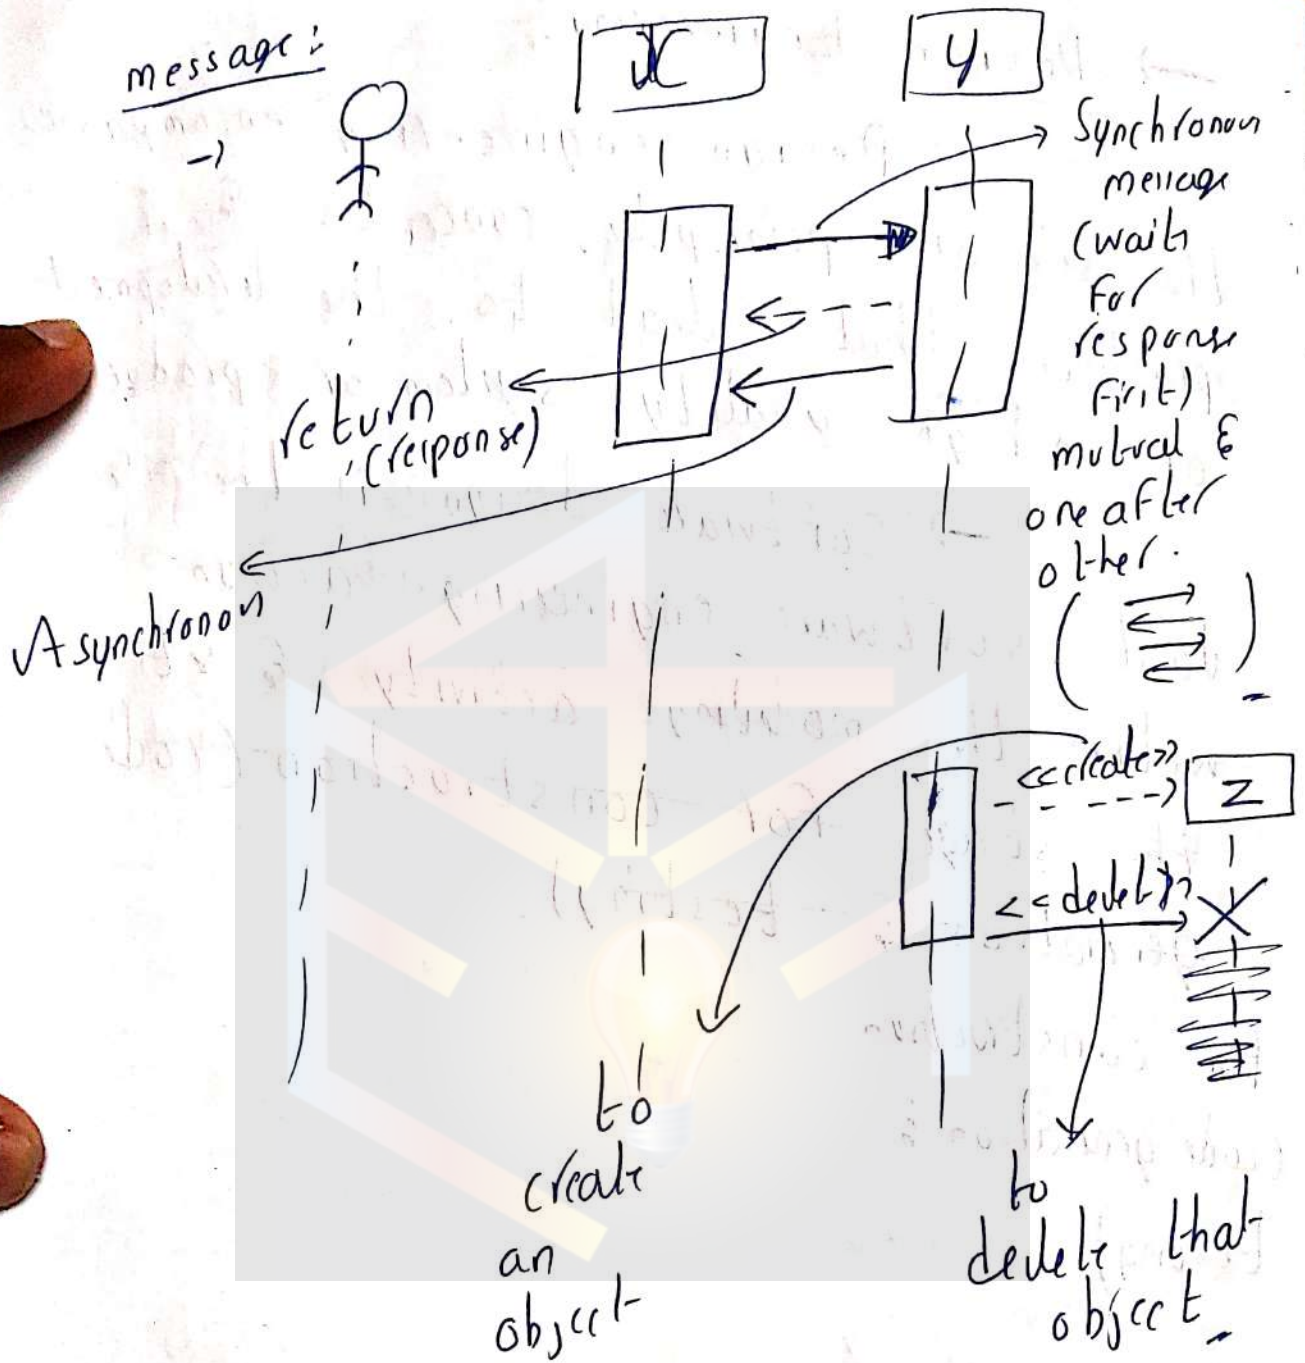 message :
→
x
y
Synchronous
message
(waits
for
response
first)
mutual &
one after
other.
return
(response)
Asynchronous
<<create>>
z
<<delete>>
to
create
an
object
to
delete that
object